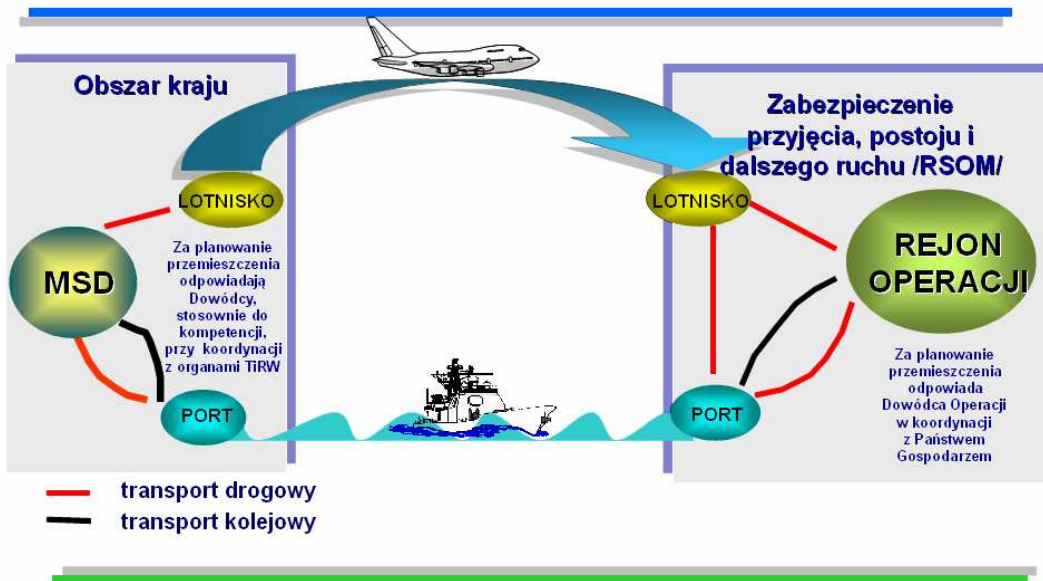 Obszar kraju
LOTNISKO
MSD
Za planowanie
przemieszczenia
odpowiadają
Dowódcy,
stosownie do
kompetencji,
przy koordynacji
z organami TiRW
PORT
Zabezpieczenie
przyjęcia, postoju i
dalszego ruchu /RSOM/
LOTNISKO
REJON
OPERACJI
PORT
Za planowanie
przemieszczenia
odpowiada
Dowódca Operacji
w koordynacji
z Państwem
Gospodarzem
transport drogowy
transport kolejowy